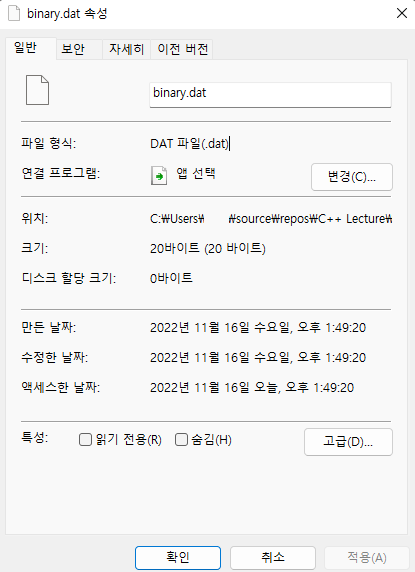 binary.dat 속성
일반 보안 자세히 이전 버전
binary.dat
파일 형식: DAT 파일(.dat)
연결 프로그램: 앱 선택 변경(C)...
위치: C:₩Users₩ ₩source₩repos₩C++ Lecture₩
크기: 20바이트 (20 바이트)
디스크 할당 크기: 0바이트
만든 날짜: 2022년 11월 16일 수요일, 오후 1:49:20
수정한 날짜: 2022년 11월 16일 수요일, 오후 1:49:20
액세스한 날짜: 2022년 11월 16일 오늘, 오후 1:49:20
특성: 읽기 전용(R) 숨김(H) 고급(D)...
확인 취소 적용(A)